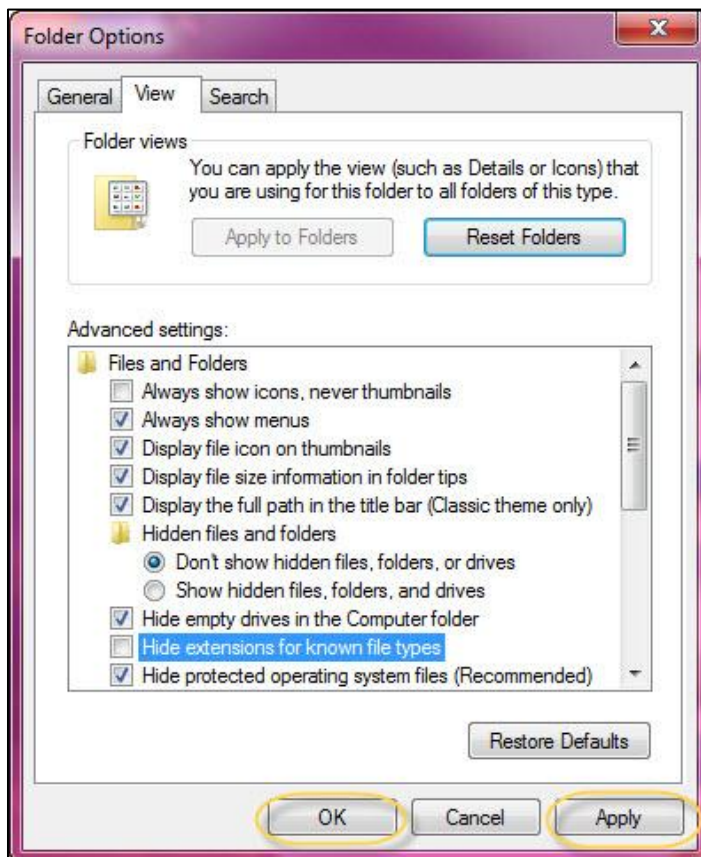 Folder Options
General
View
Search
Folder views
You can apply the view (such as Details or Icons) that
you are using for this folder to all folders of this type.
Apply to Folders
Reset Folders
Advanced settings:
Files and Folders
Always show icons, never thumbnails
Always show menus
Display file icon on thumbnails
Display file size information in folder tips
Display the full path in the title bar (Classic theme only)
Hidden files and folders
Don't show hidden files, folders, or drives
Show hidden files, folders, and drives
Hide empty drives in the Computer folder
Hide extensions for known file types
Hide protected operating system files (Recommended)
Restore Defaults
OK
Cancel
Apply